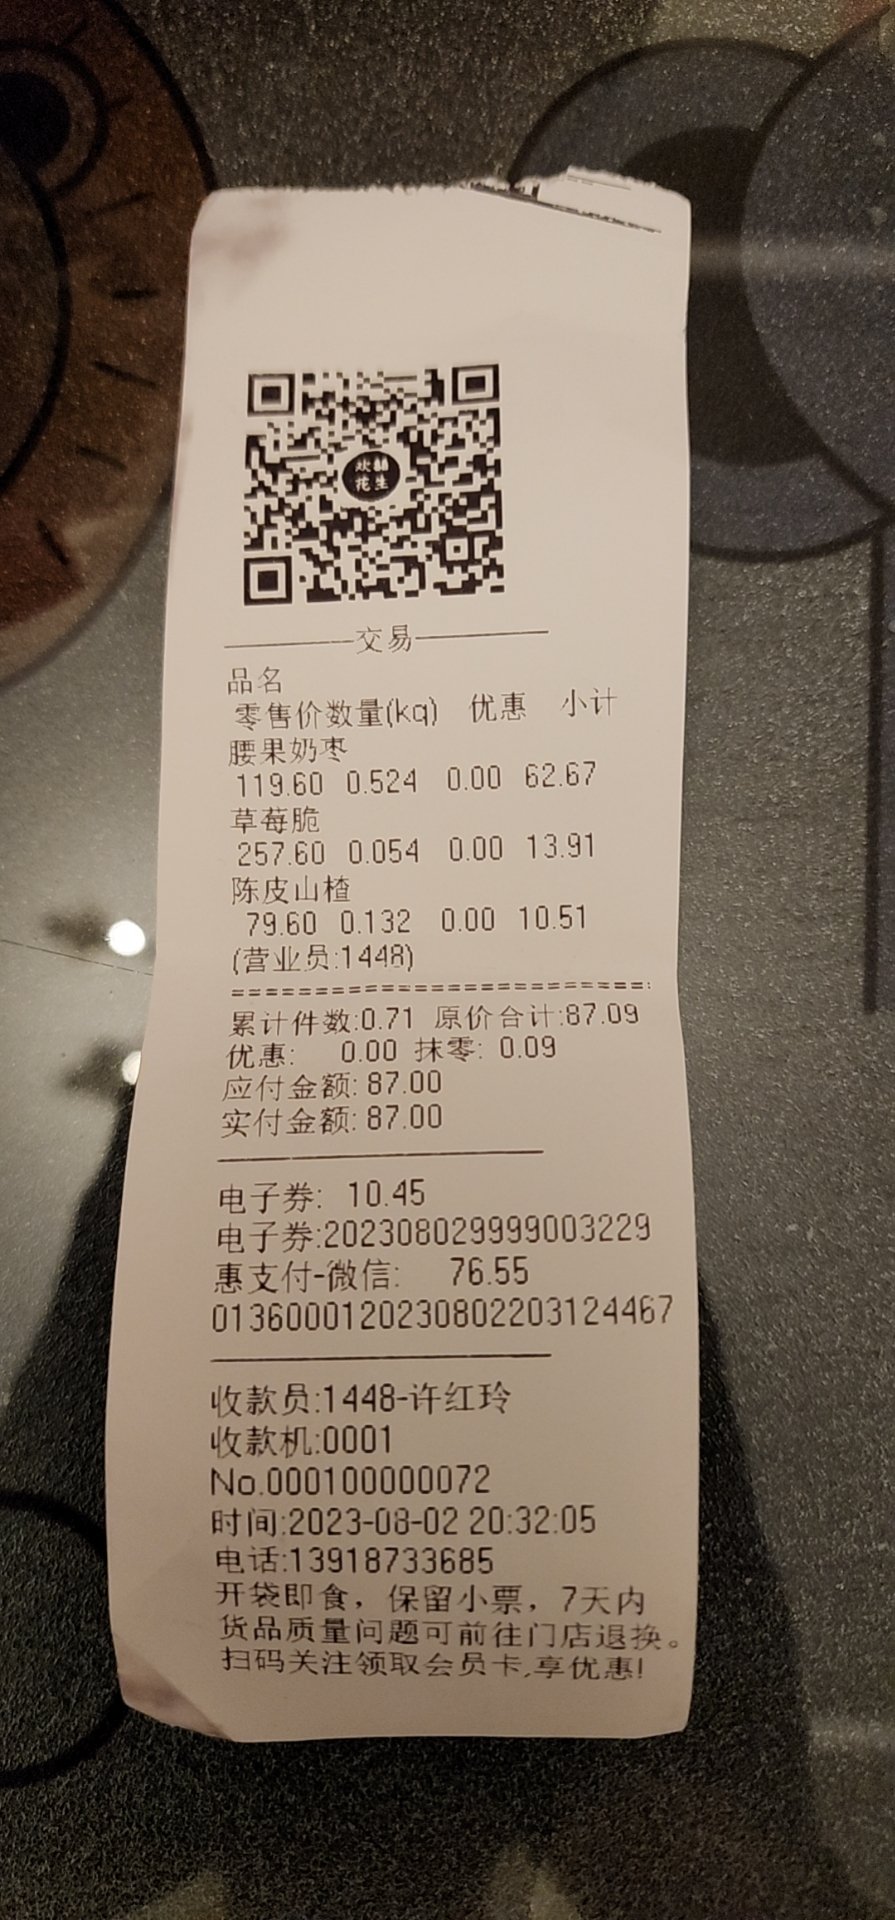 交易
品名
零售价数量(kg) 优惠 小计
腰果奶枣
119.60 0.524 0.00 62.67
草莓脆
257.60 0.054 0.00 13.91
陈皮山楂
79.60 0.132 0.00 10.51
(营业员:1448)
累计件数:0.71 原价合计:87.09
优惠: 0.00 抹零: 0.09
应付金额: 87.00
实付金额: 87.00
电子券: 10.45
电子券:202308029999003229
惠支付-微信: 76.55
0136000120230802203124467
收款员:1448-许红玲
收款机:0001
No.000100000072
时间:2023-08-02 20:32:05
电话:13918733685
开袋即食，保留小票，7天内
货品质量问题可前往门店退换。
扫码关注领取会员卡,享优惠!